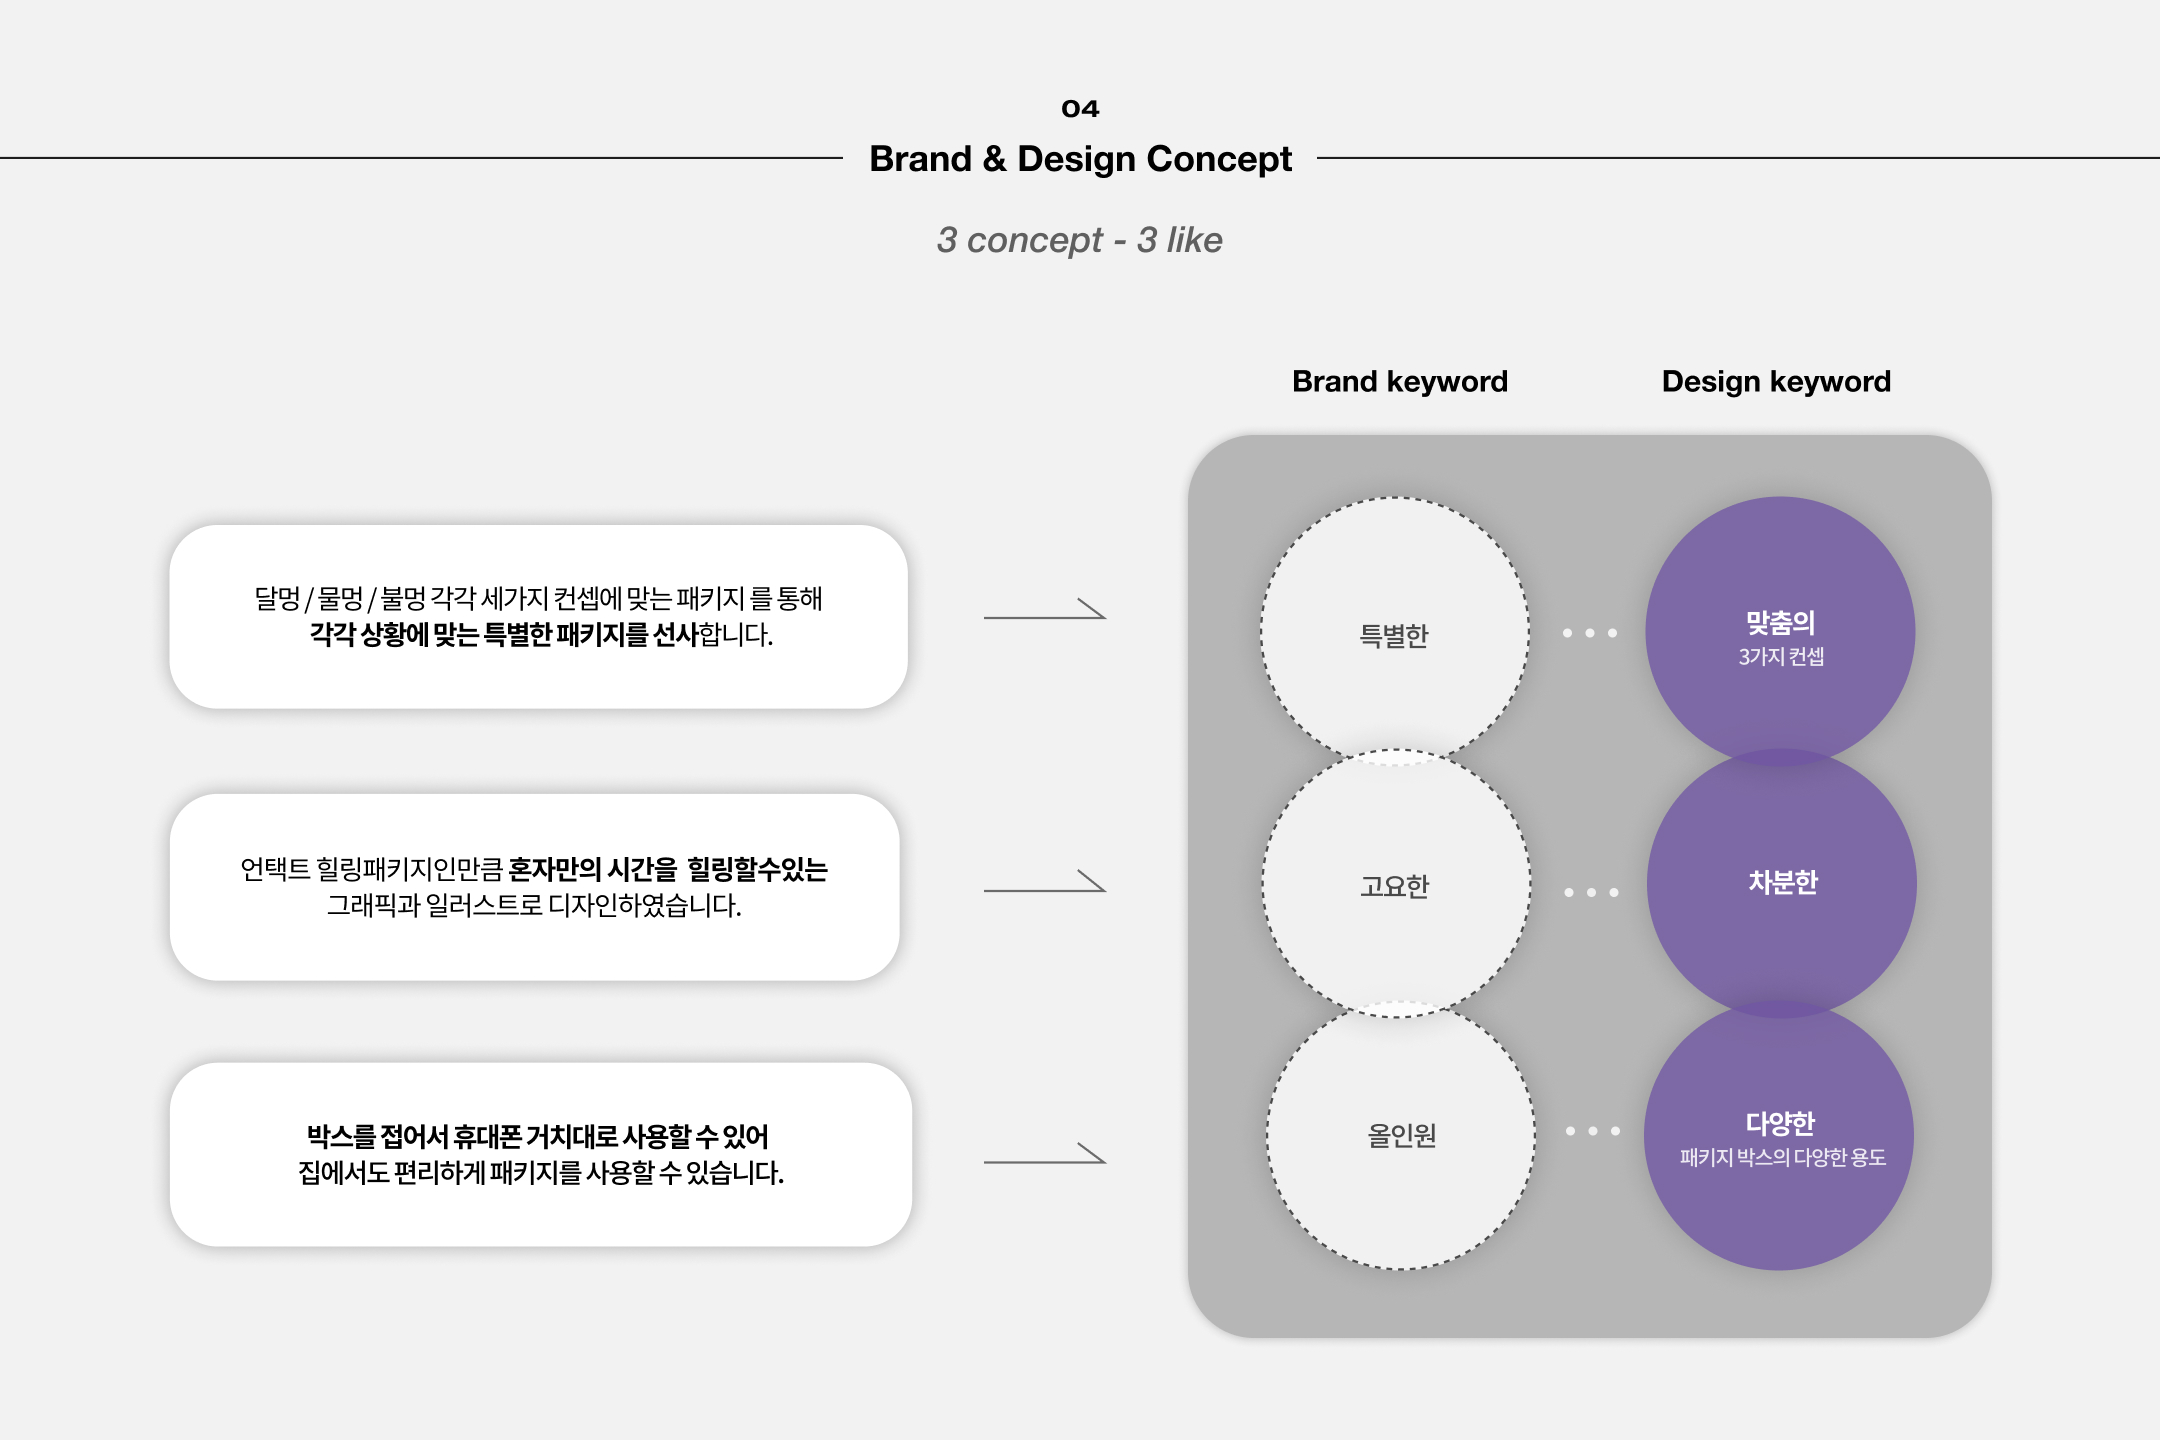 04
Brand & Design Concept
3 concept - 3 like
Brand keyword
Design keyword
달멍 / 물멍 / 불멍 각각 세가지 컨셉에 맞는 패키지 를 통해
각각 상황에 맞는 특별한 패키지를 선사합니다.
특별한
맞춤의
3가지 컨셉
언택트 힐링패키지인만큼 혼자만의 시간을 힐링할수있는
그래픽과 일러스트로 디자인하였습니다.
고요한
차분한
박스를 접어서 휴대폰 거치대로 사용할 수 있어
집에서도 편리하게 패키지를 사용할 수 있습니다.
올인원
다양한
패키지 박스의 다양한 용도